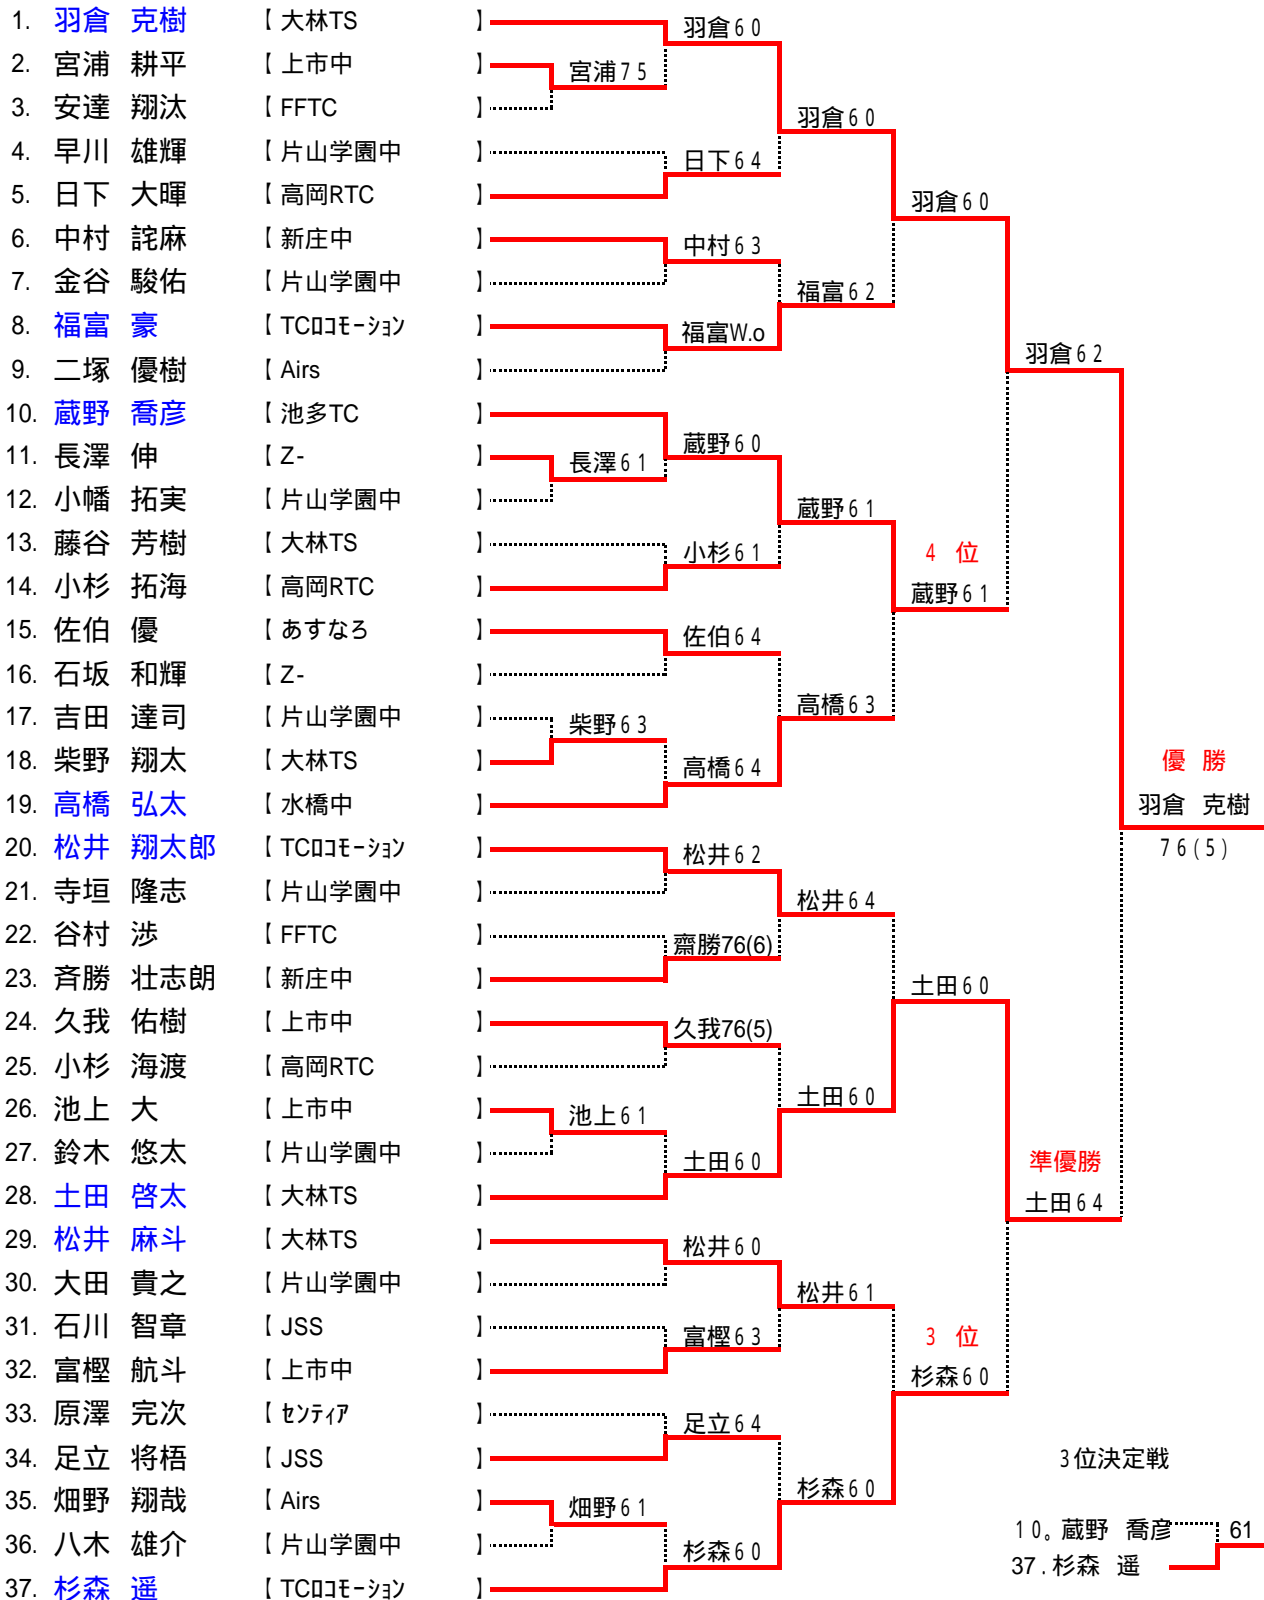 1. 羽倉 克樹 【 大林TS 】
羽倉6 0
2. 宮浦 耕平 【 上市中 】
宮浦7 5
3. 安達 翔汰 【 FFTC 】
羽倉6 0
4. 早川 雄輝 【 片山学園中 】
日下6 4
5. 日下 大暉 【 高岡RTC 】
羽倉6 0
6. 中村 詫麻 【 新庄中 】
中村6 3
7. 金谷 駿佑 【 片山学園中 】
福富6 2
8. 福富 豪 【 TCロコモーション 】
福富W.o
羽倉6 2
9. 二塚 優樹 【 Airs 】
10. 蔵野 喬彦 【 池多TC 】
蔵野6 0
11. 長澤 伸 【 Z- 】
長澤6 1
12. 小幡 拓実 【 片山学園中 】
蔵野6 1
13. 藤谷 芳樹 【 大林TS 】
小杉6 1
4 位
14. 小杉 拓海 【 高岡RTC 】
蔵野6 1
15. 佐伯 優 【 あすなろ 】
佐伯6 4
16. 石坂 和輝 【 Z- 】
高橋6 3
17. 吉田 達司 【 片山学園中 】
柴野6 3
18. 柴野 翔太 【 大林TS 】
高橋6 4
優 勝
19. 高橋 弘太 【 水橋中 】
羽倉 克樹
20. 松井 翔太郎 【 TCロコモーション 】
松井6 2
7 6 ( 5 )
21. 寺垣 隆志 【 片山学園中 】
松井6 4
22. 谷村 渉 【 FFTC 】
齋勝76(6)
23. 斉勝 壮志朗 【 新庄中 】
土田6 0
24. 久我 佑樹 【 上市中 】
久我76(5)
25. 小杉 海渡 【 高岡RTC 】
土田6 0
26. 池上 大 【 上市中 】
池上6 1
27. 鈴木 悠太 【 片山学園中 】
土田6 0
準優勝
28. 土田 啓太 【 大林TS 】
土田6 4
29. 松井 麻斗 【 大林TS 】
松井6 0
30. 大田 貴之 【 片山学園中 】
松井6 1
31. 石川 智章 【 JSS 】
富樫6 3
3 位
32. 富樫 航斗 【 上市中 】
杉森6 0
33. 原澤 完次 【 センティア 】
足立6 4
34. 足立 将梧 【 JSS 】
3位決定戦
杉森6 0
35. 畑野 翔哉 【 Airs 】
畑野6 1
36. 八木 雄介 【 片山学園中 】
杉森6 0
10。蔵野 喬彦 61
37.杉森 遥
37. 杉森 遥 【 TCロコモーション 】